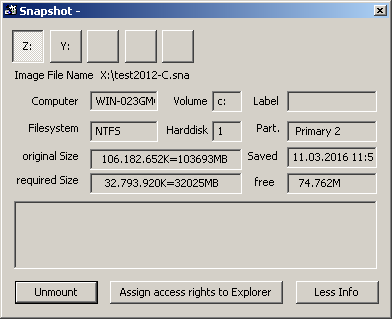 Snapshot -
Z: Y:
Image File Name X:\test2012-C.sna
Computer WIN-023GM Volume c: Label
Filesystem NTFS Harddisk 1 Part. Primary 2
original Size 106.182.652K=103693MB Saved 11.03.2016 11:5
required Size 32.793.920K=32025MB free 74.762M
Unmount Assign access rights to Explorer Less Info